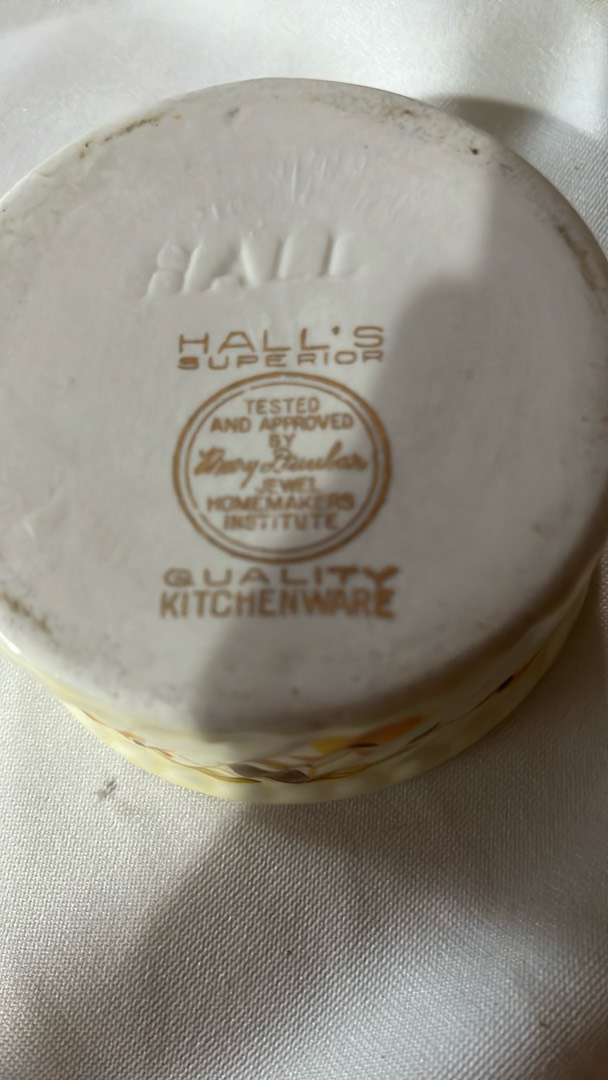 HALL
HALL'S
SUPERIOR
TESTED
AND APPROVED
BY
Mary Dunbar
JEWEL
HOMEMAKERS
INSTITUTE
QUALITY
KITCHENWARE